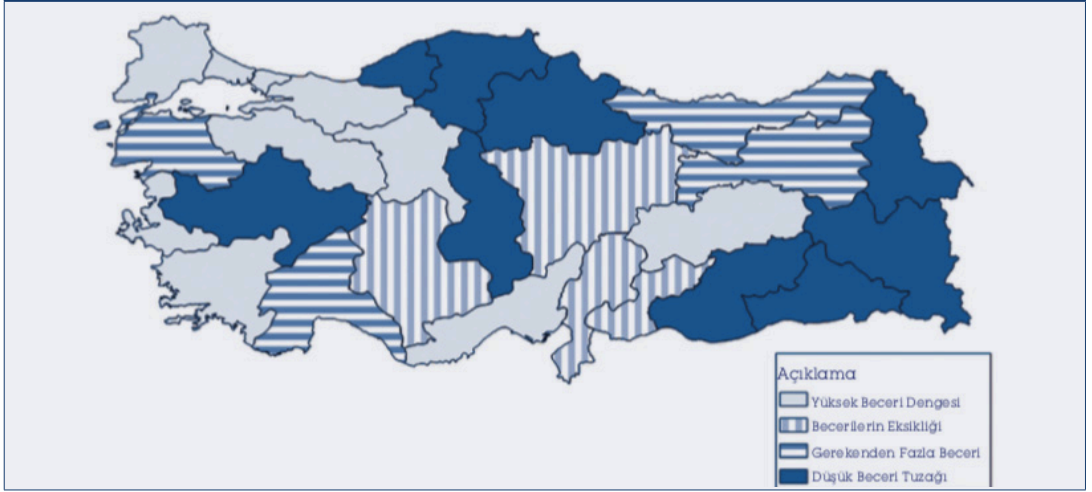 Açıklama
Yüksek Beceri Dengesi
Becerilerin Eksikliği
Gerekenden Fazla Beceri
Düşük Beceri Tuzağı